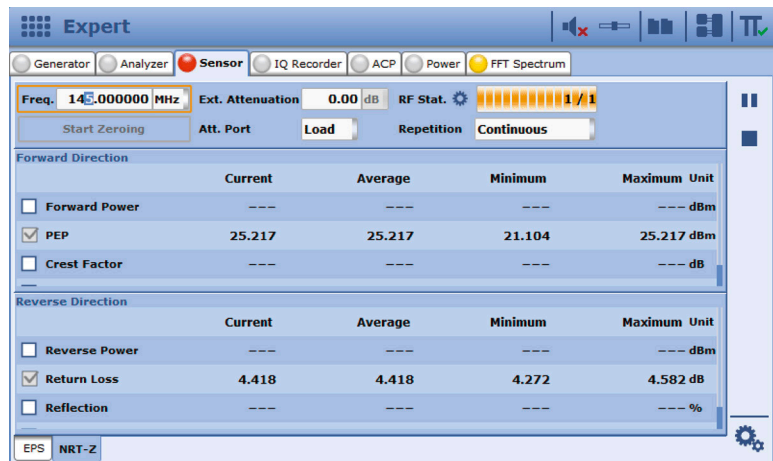 Expert
Generator Analyzer Sensor IQ Recorder ACP Power FFT Spectrum
Freq. 145.000000 MHz Ext. Attenuation 0.00 dB RF Stat. 1 / 1
Start Zeroing Att. Port Load Repetition Continuous
Forward Direction
Current Average Minimum Maximum Unit
Forward Power --- --- --- --- dBm
PEP 25.217 25.217 21.104 25.217 dBm
Crest Factor --- --- --- --- dB
Reverse Direction
Current Average Minimum Maximum Unit
Reverse Power --- --- --- --- dBm
Return Loss 4.418 4.418 4.272 4.582 dB
Reflection --- --- --- --- %
EPS NRT-Z